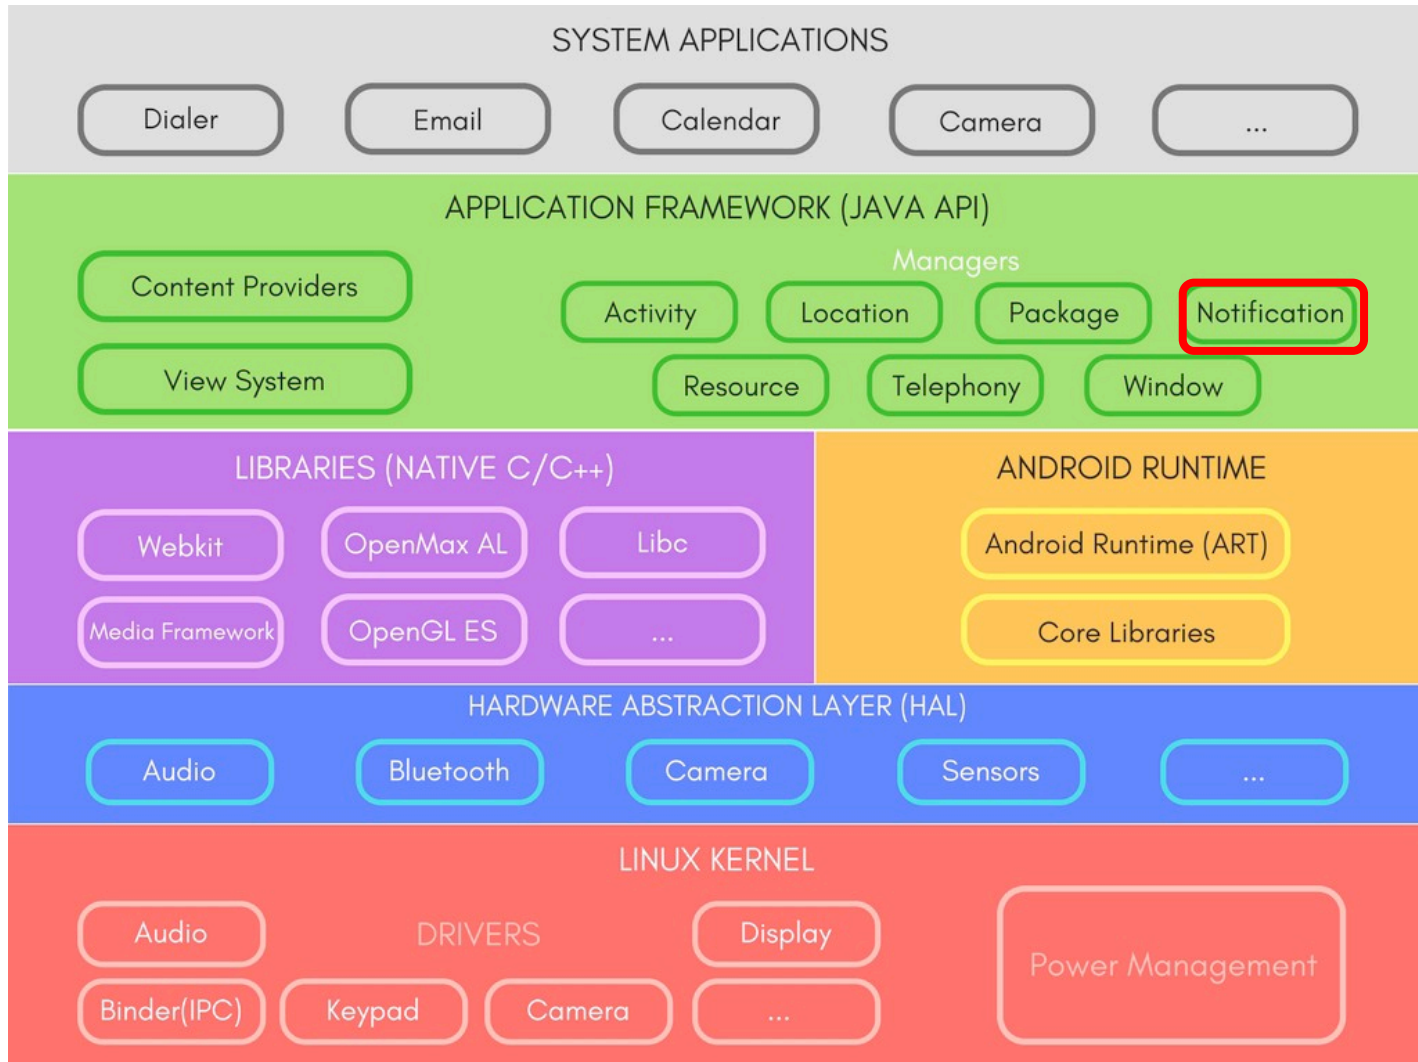 SYSTEM APPLICATIONS
Dialer
Email
Calendar
Camera
...
APPLICATION FRAMEWORK (JAVA API)
Managers
Content Providers
Activity
Location
Package
Notification
View System
Resource
Telephony
Window
LIBRARIES (NATIVE C/C++)
Webkit
OpenMax AL
Libc
Media Framework
OpenGL ES
...
ANDROID RUNTIME
Android Runtime (ART)
Core Libraries
HARDWARE ABSTRACTION LAYER (HAL)
Audio
Bluetooth
Camera
Sensors
...
LINUX KERNEL
Audio
DRIVERS
Display
Binder(IPC)
Keypad
Camera
...
Power Management